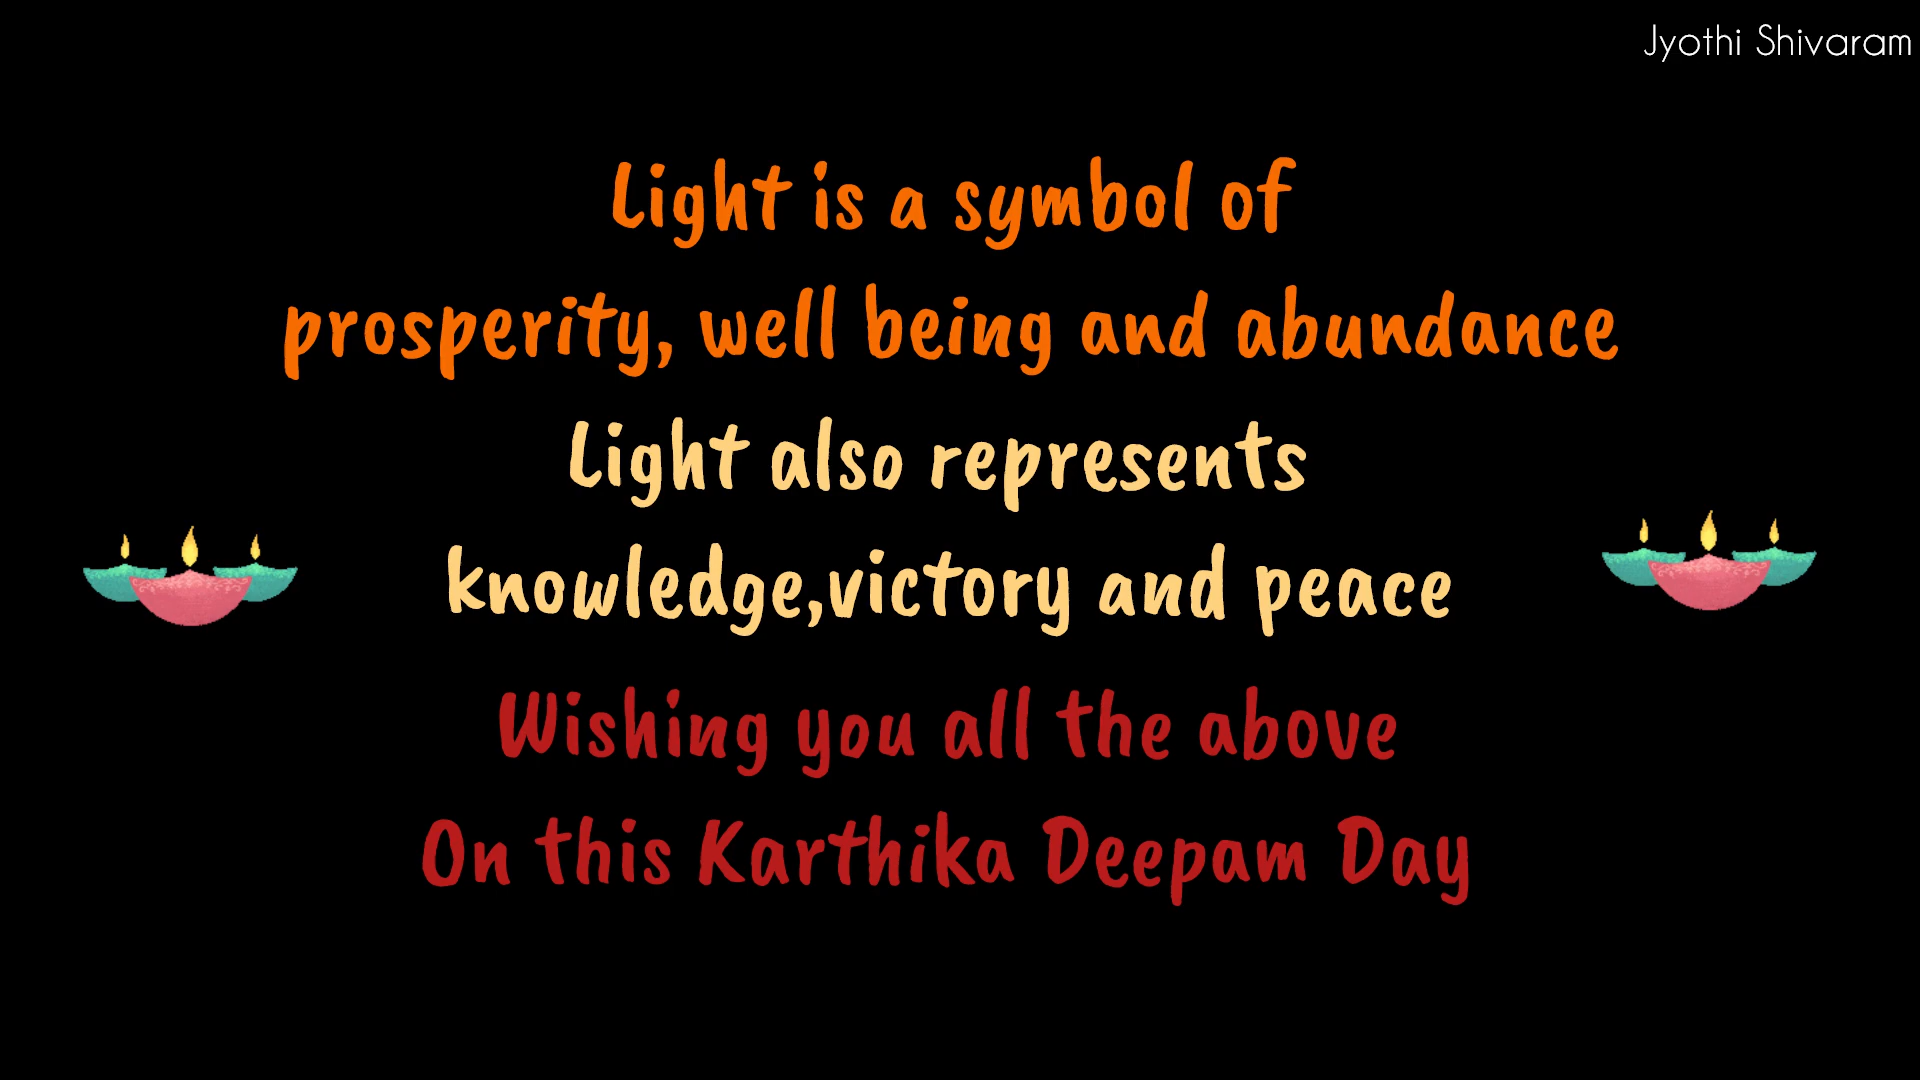 Jyothi Shivaram
Light is a symbol of
prosperity, well being and abundance
Light also represents
knowledge,victory and peace
Wishing you all the above
On this Karthika Deepam Day